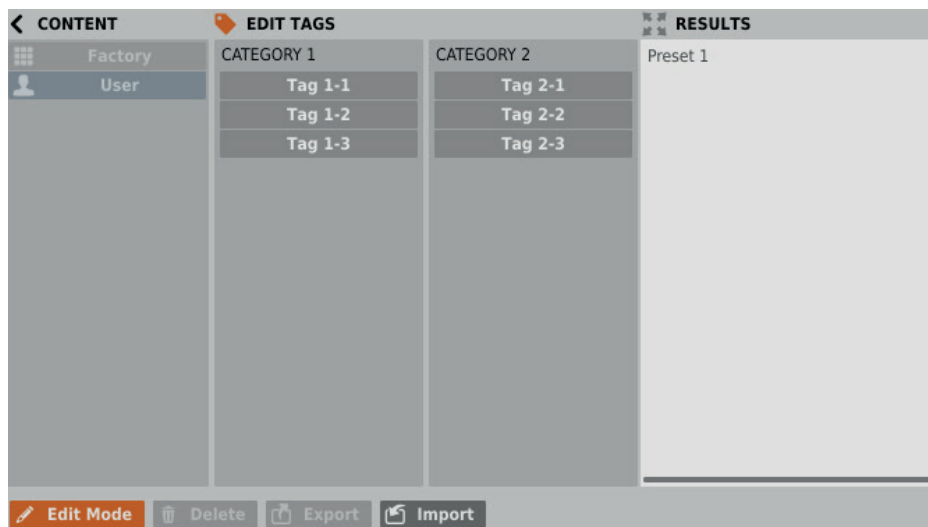 CONTENT
Factory
User
EDIT TAGS
CATEGORY 1
Tag 1-1
Tag 1-2
Tag 1-3
CATEGORY 2
Tag 2-1
Tag 2-2
Tag 2-3
RESULTS
Preset 1
Edit Mode
Delete
Export
Import